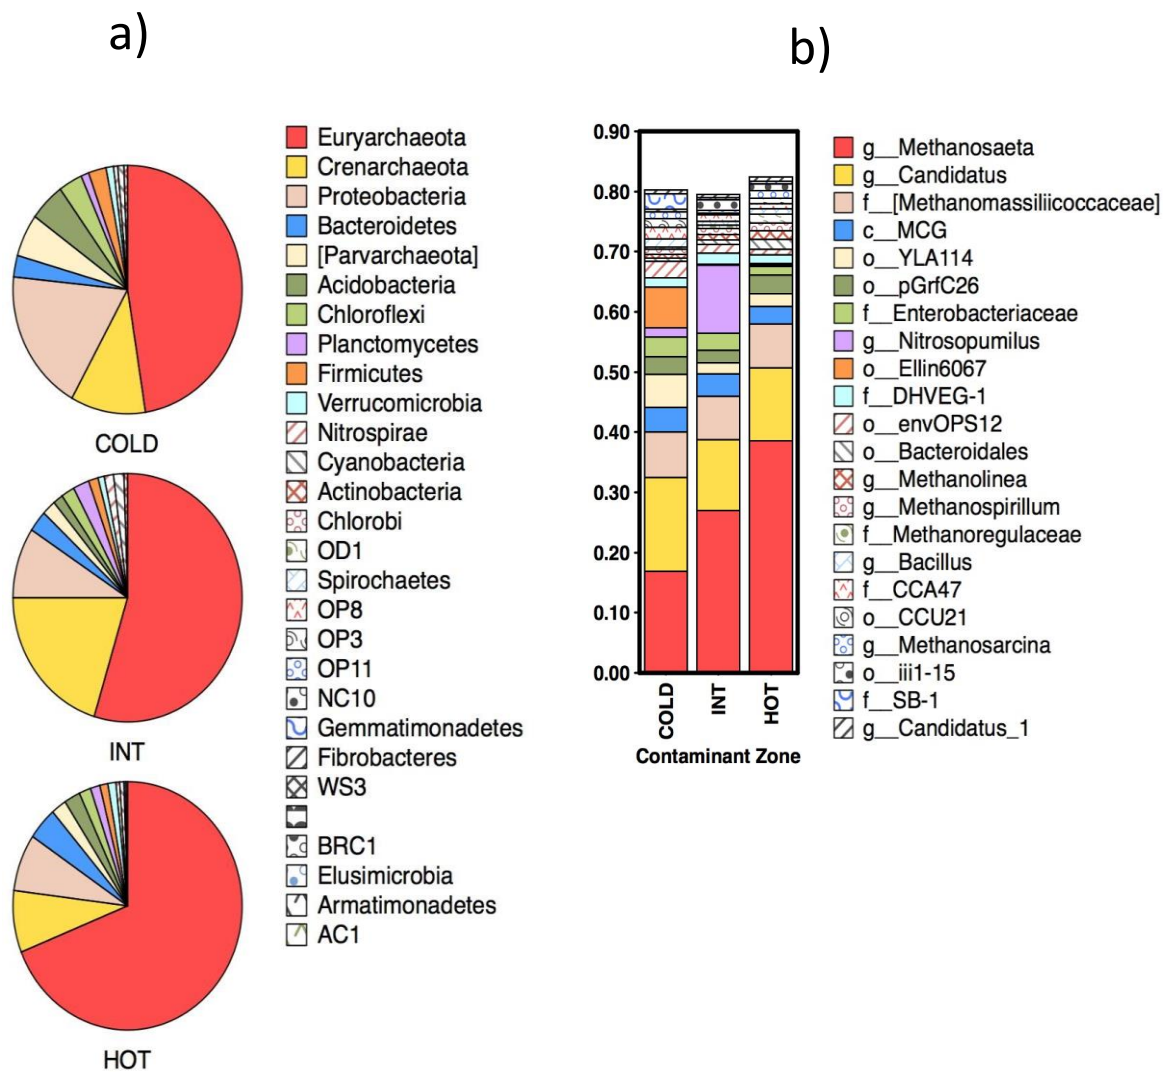 a)
Euryarchaeota
Crenarchaeota
Proteobacteria
Bacteroidetes
[Parvarchaeota]
Acidobacteria
Chloroflexi
Planctomycetes
Firmicutes
Verrucomicrobia
Nitrospirae
Cyanobacteria
Actinobacteria
Chlorobi
OD1
Spirochaetes
OP8
OP3
OP11
NC10
Gemmatimonadetes
Fibrobacteres
WS3
BRC1
Elusimicrobia
Armatimonadetes
AC1
COLD
INT
HOT
b)
0.90
0.80
0.70
0.60
0.50
0.40
0.30
0.20
0.10
0.00
COLD
INT
HOT
Contaminant Zone
g__Methanosaeta
g__Candidatus
f__[Methanomassiliicoccaceae]
c__MCG
o__YLA114
o__pGrfC26
f__Enterobacteriaceae
g__Nitrosopumilus
o__Ellin6067
f__DHVEG-1
o__envOPS12
o__Bacteroidales
g__Methanolinea
g__Methanospirillum
f__Methanoregulaceae
g__Bacillus
f__CCA47
o__CCU21
g__Methanosarcina
o__iii1-15
f__SB-1
g__Candidatus_1